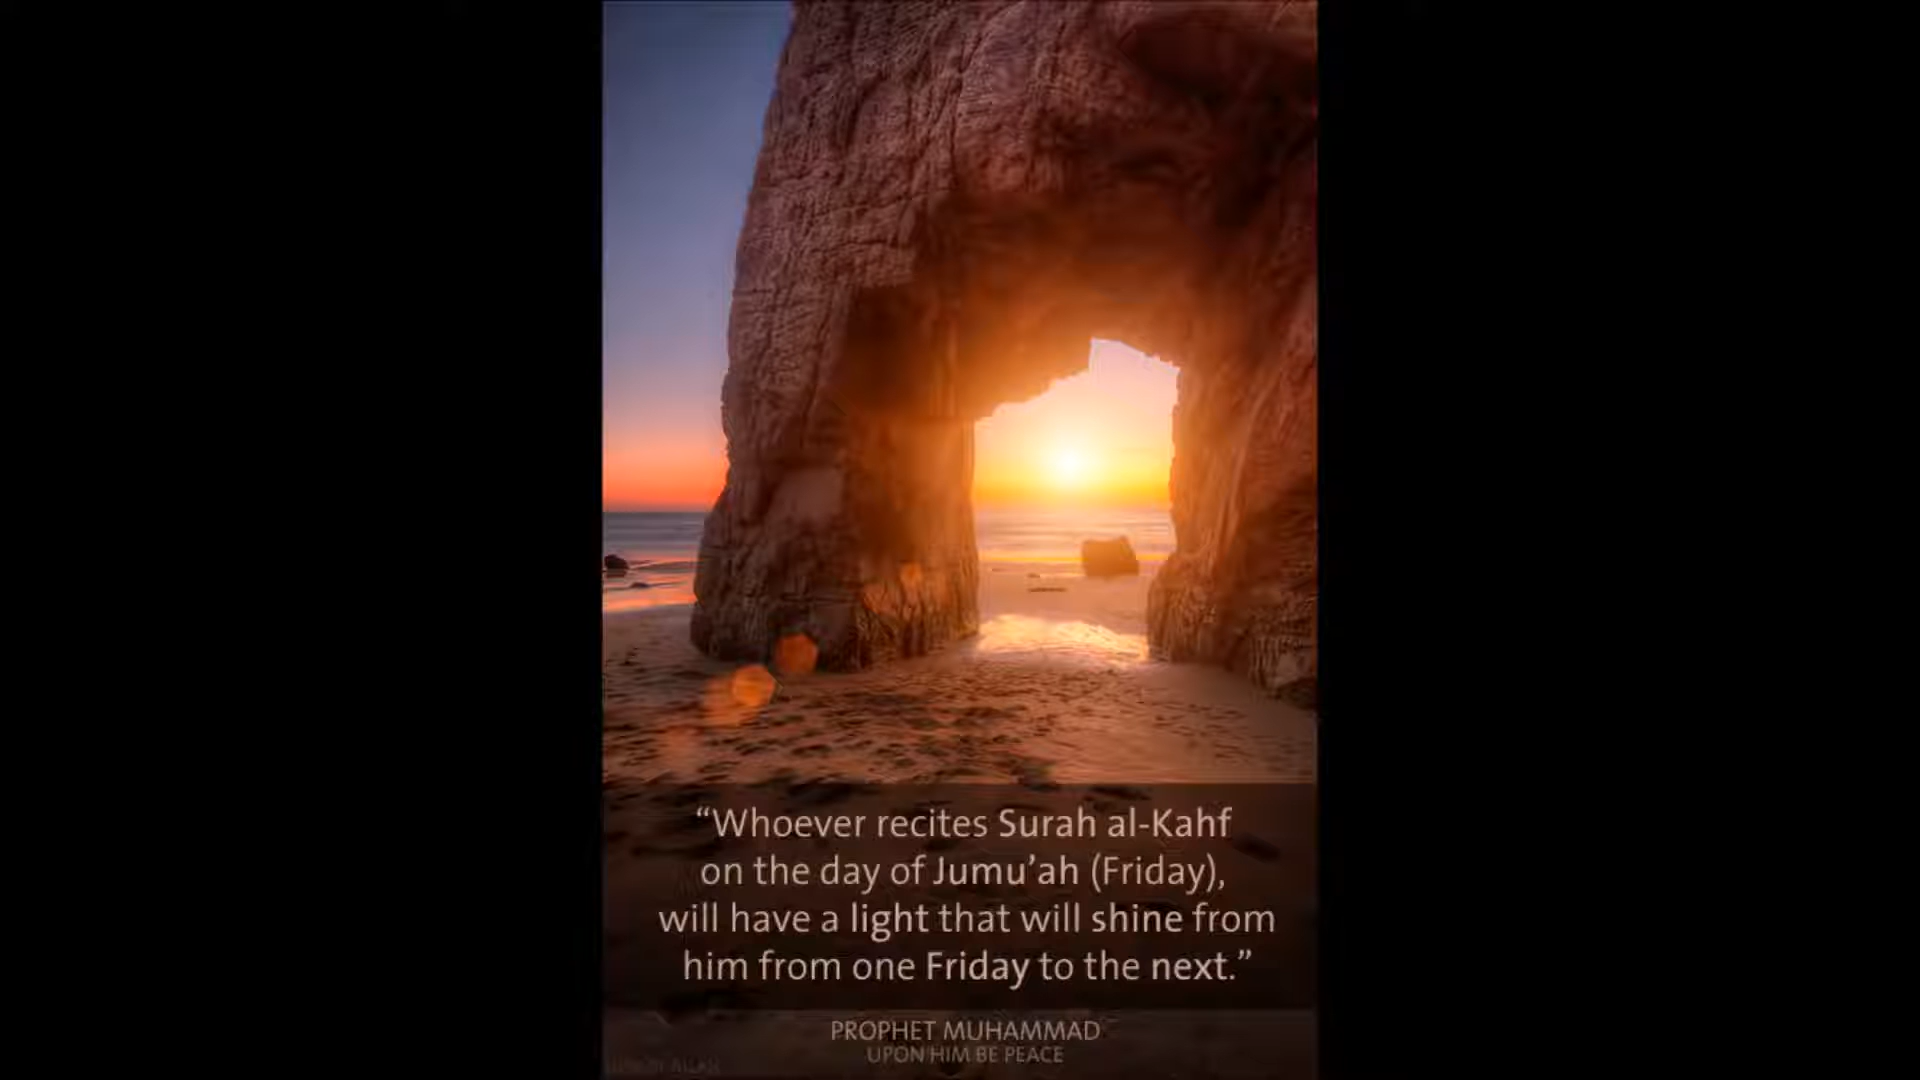 “Whoever recites Surah al-Kahf
on the day of Jumu’ah (Friday),
will have a light that will shine from
him from one Friday to the next.”
PROPHET MUHAMMAD
UPON HIM BE PEACE